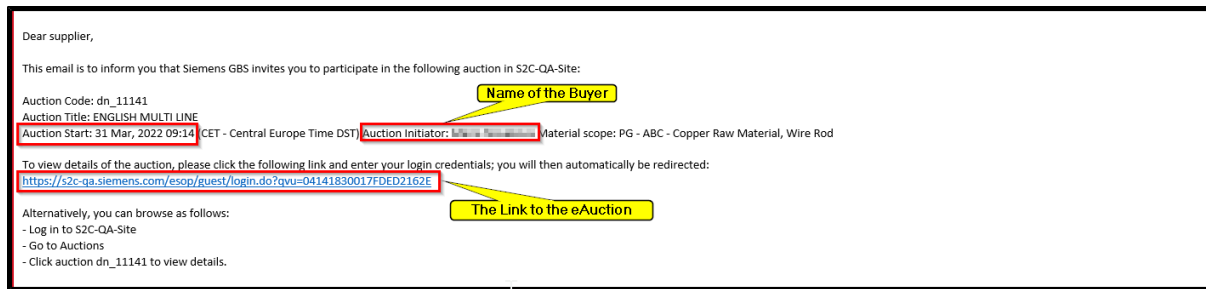 Dear supplier,
This email is to inform you that Siemens GBS invites you to participate in the following auction in S2C-QA-Site:
Name of the Buyer
Auction Code: dn_11141
Auction Title: ENGLISH MULTI LINE
Auction Start: 31 Mar, 2022 09:14 (CET - Central Europe Time DST) Auction Initiator: Material scope: PG - ABC - Copper Raw Material, Wire Rod
To view details of the auction, please click the following link and enter your login credentials; you will then automatically be redirected:
https://s2c-qa.siemens.com/esop/guest/login.do?qvu=04141830017FDED2162E
The Link to the eAuction
Alternatively, you can browse as follows:
- Log in to S2C-QA-Site
- Go to Auctions
- Click auction dn_11141 to view details.